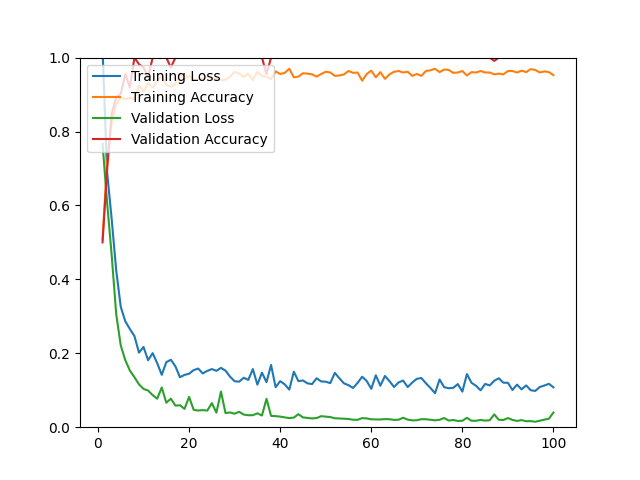 1.0
0.8
0.6
0.4
0.2
0.0
Training Loss
Training Accuracy
Validation Loss
Validation Accuracy
0 20 40 60 80 100